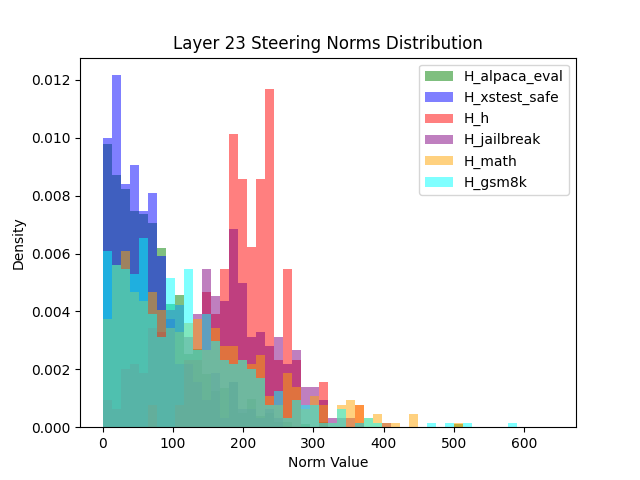 Layer 23 Steering Norms Distribution
H_alpaca_eval
H_xstest_safe
H_h
H_jailbreak
H_math
H_gsm8k
0.012
0.010
0.008
0.006
0.004
0.002
0.000
Density
0 100 200 300 400 500 600
Norm Value